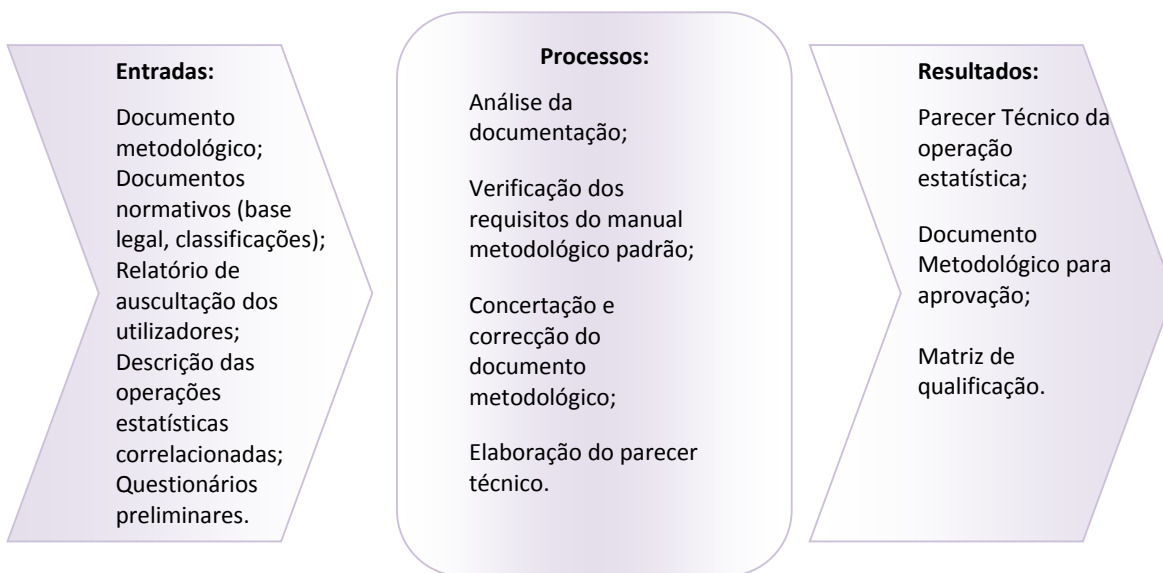 Entradas:
Documento
metodológico;
Documentos
normativos (base
legal, classificações);
Relatório de
auscultação dos
utilizadores;
Descrição das
operações
estatísticas
correlacionadas;
Questionários
preliminares.
Processos:
Análise da
documentação;
Verificação dos
requisitos do manual
metodológico padrão;
Concertação e
correcção do
documento
metodológico;
Elaboração do parecer
técnico.
Resultados:
Parecer Técnico da
operação
estatística;
Documento
Metodológico para
aprovação;
Matriz de
qualificação.